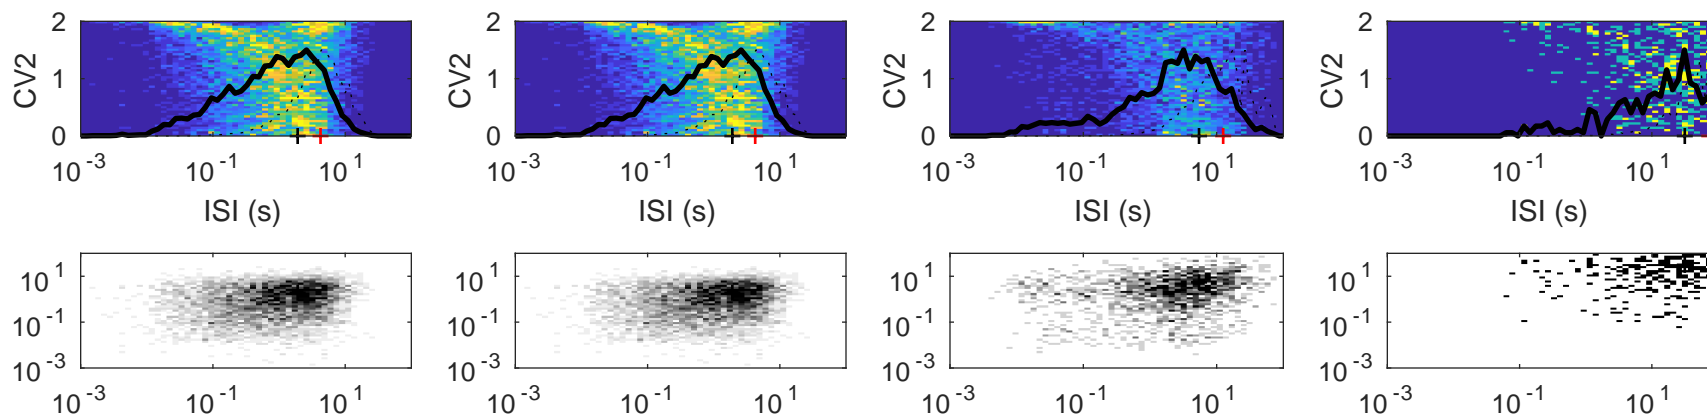 2 2 2 2
CV2 CV2 CV2 CV2
1 1 1 1
0 0 0 0
10^-3 10^-1 10^1 10^-3 10^-1 10^1 10^-3 10^-1 10^1 10^-3 10^-1 10^1
ISI (s) ISI (s) ISI (s) ISI (s)
10^1 10^1 10^1 10^1
10^-1 10^-1 10^-1 10^-1
10^-3 10^-3 10^-3 10^-3
10^-3 10^-1 10^1 10^-3 10^-1 10^1 10^-3 10^-1 10^1 10^-3 10^-1 10^1